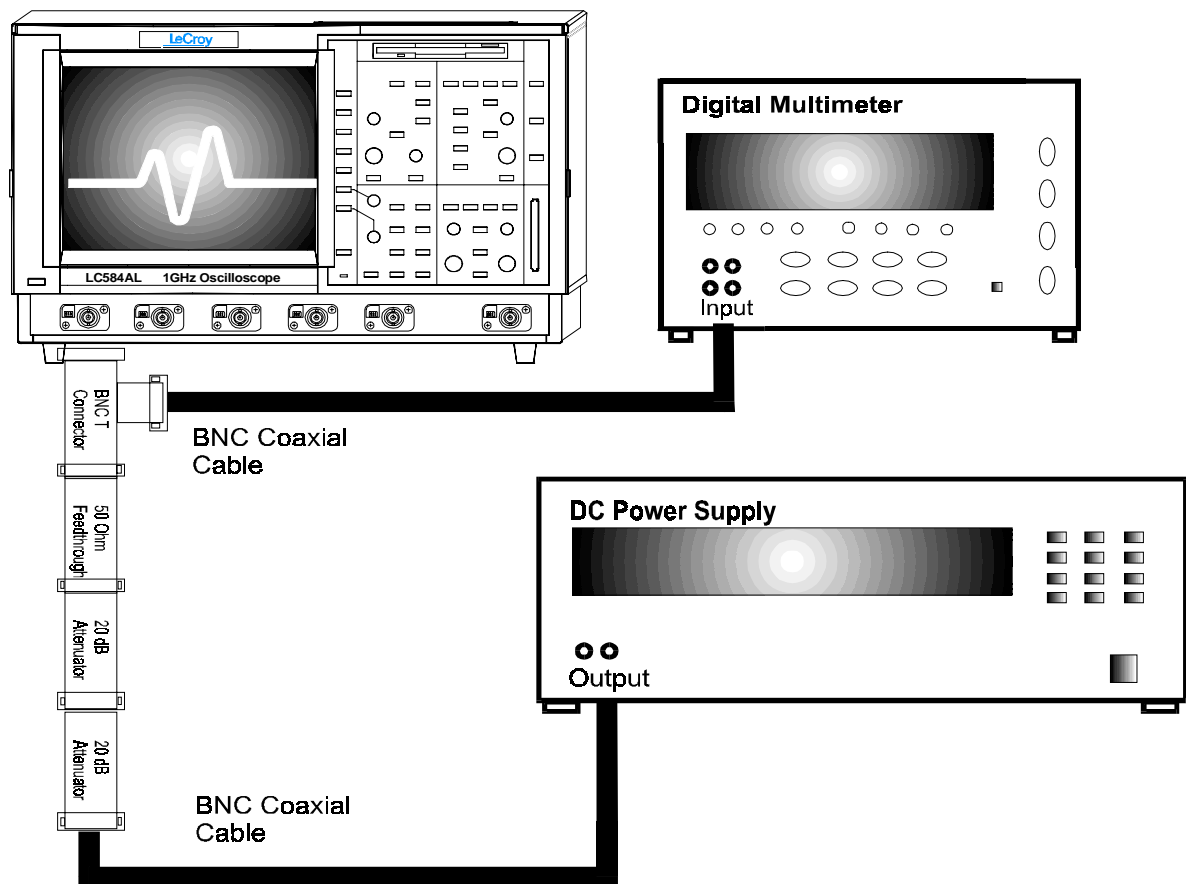 LeCroy
LC584AL 1GHz Oscilloscope
Digital Multimeter
Input
BNC T
Connector
BNC Coaxial
Cable
50 Ohm
Feedthrough
DC Power Supply
Output
20 dB
Attenuator
20 dB
Attenuator
BNC Coaxial
Cable